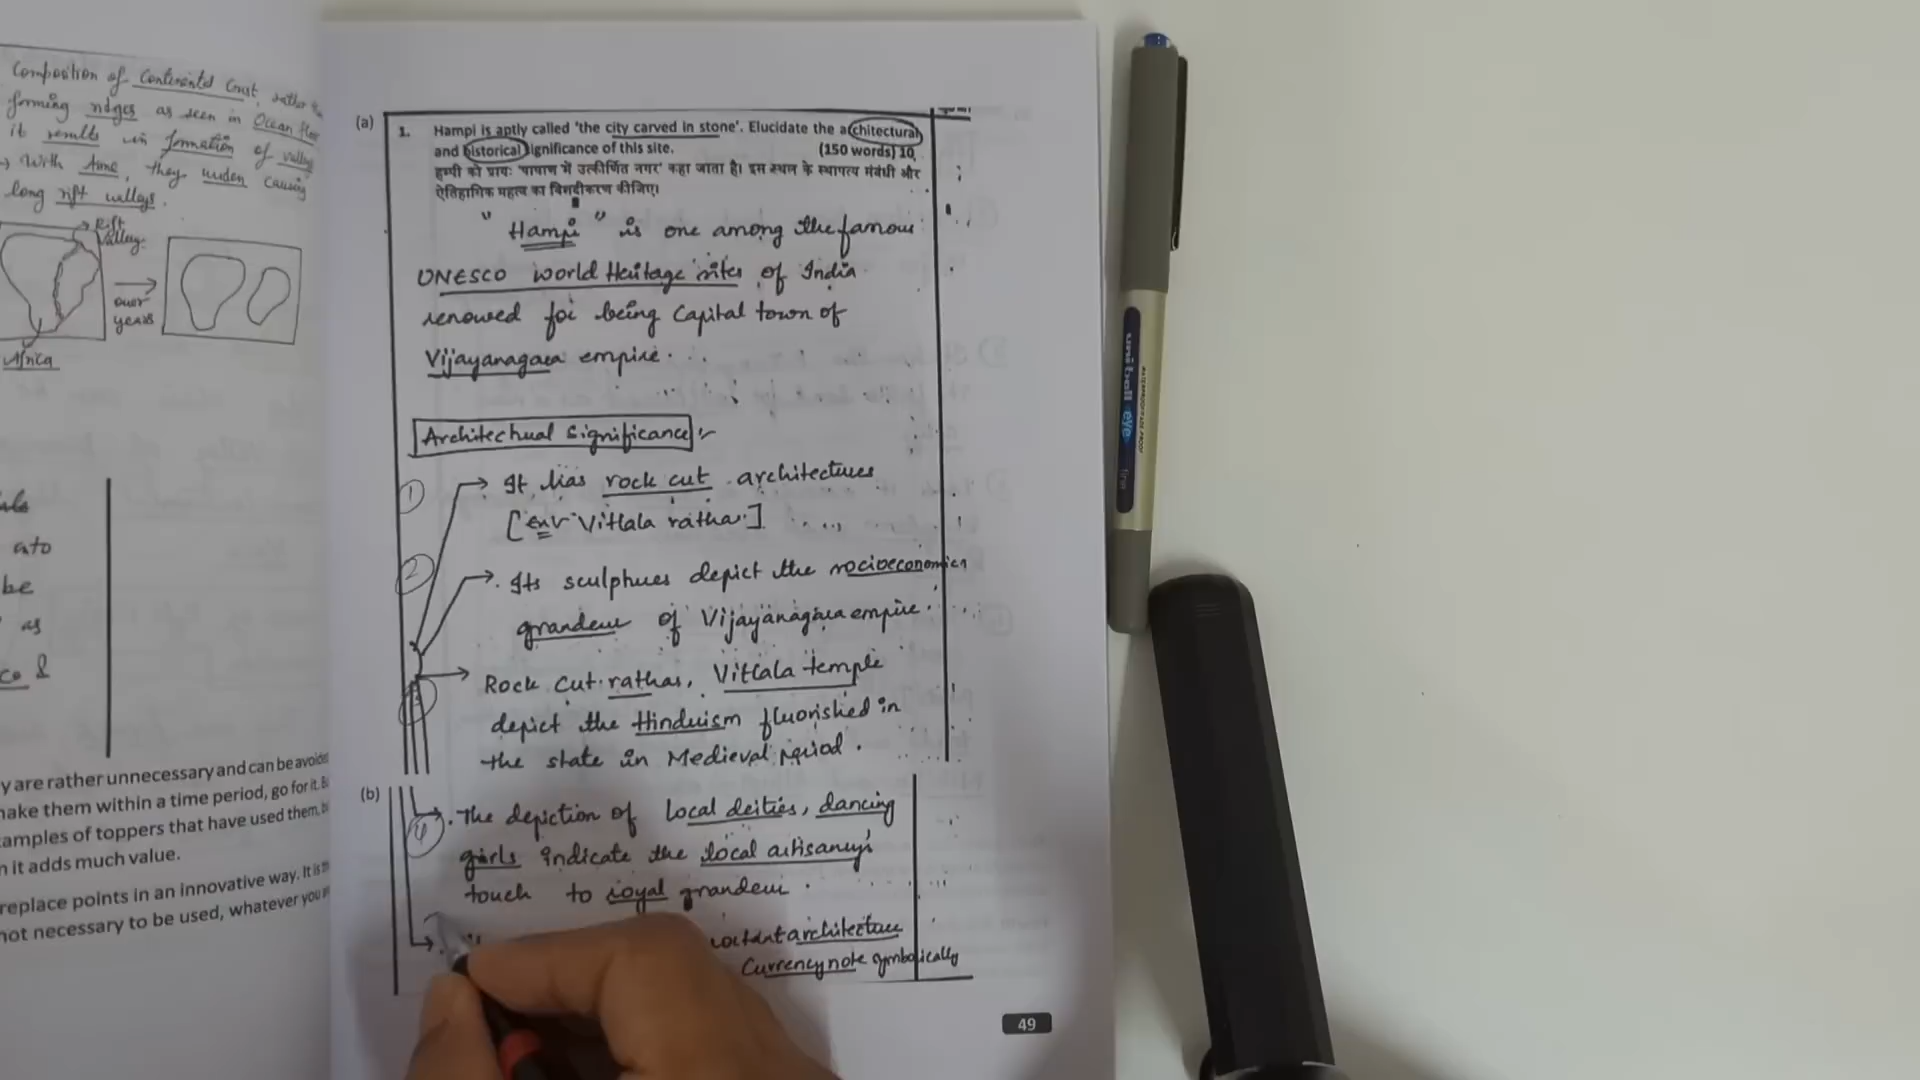 Composition of Continental Crust, rather
forming ridges as seen in Ocean
it results in formation of valley
→ With time, they widen causing
long rift valleys.
Rift
Valley
over
years
Africa
ato
be
as
&
y are rather unnecessary and can be avoided
make them within a time period, go for it.
amples of toppers that have used them,
n it adds much value.
replace points in an innovative way. It is
not necessary to be used, whatever you
(a)
1. Hampi is aptly called 'the city carved in stone'. Elucidate the architectural
and historical significance of this site. (150 words) 10
हम्पी को प्रायः 'पाषाण में उत्कीर्णित नगर' कहा जाता है। इस स्थान के स्थापत्य संबंधी और
ऐतिहासिक महत्व का विशदीकरण कीजिए।
"Hampi" is one among the famous
UNESCO world Heritage sites of India
renowed for being Capital town of
Vijayanagara empire.
Architectual Significance
1
→ It has rock cut architectures
[ Vitlala ratha ]
2
→ Its sculptures depict the socioeconomics
grandeur of Vijayanagara empire.
3
→ Rock cut rathas, Vitlala temple
depict the Hinduism fluorished in
the state in Medieval period.
(b)
4
→ The depiction of local deities, dancing
girls indicate the local artisanry's
touch to royal grandeur.
architecture
Currency note symbolically
49
uni-ball eye
fine